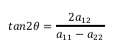 tan2θ = 2a₁₂ / (a₁₁ − a₂₂)